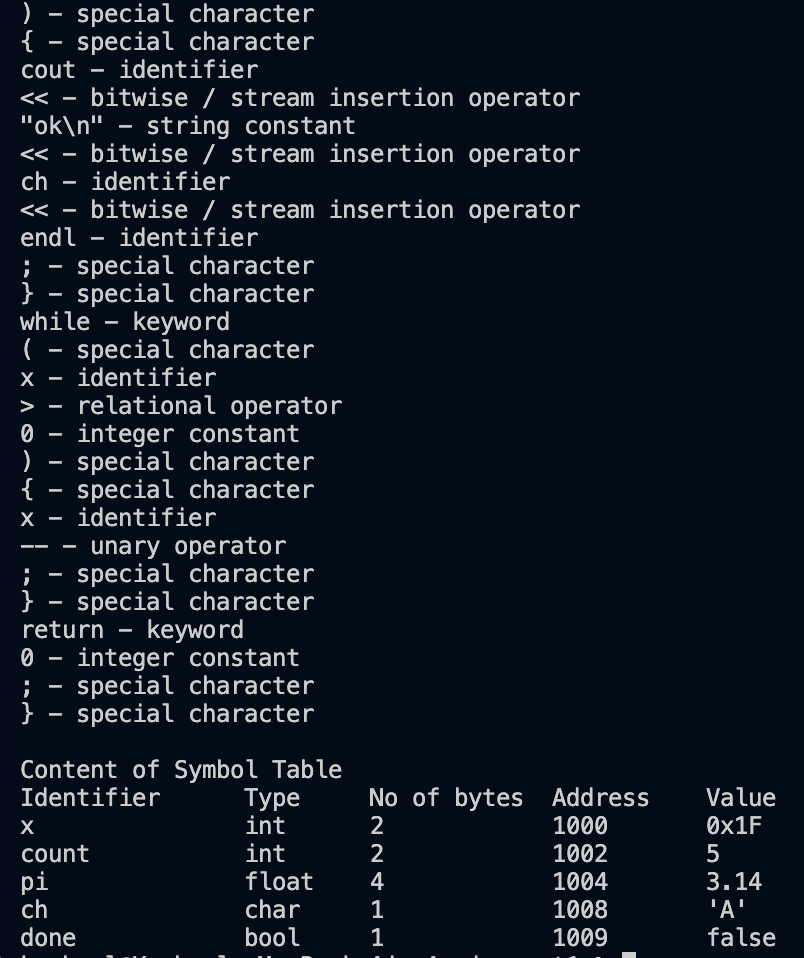 ) – special character
{ – special character
cout – identifier
<< – bitwise / stream insertion operator
"ok\n" – string constant
<< – bitwise / stream insertion operator
ch – identifier
<< – bitwise / stream insertion operator
endl – identifier
; – special character
} – special character
while – keyword
( – special character
x – identifier
> – relational operator
0 – integer constant
) – special character
{ – special character
x – identifier
-- – unary operator
; – special character
} – special character
return – keyword
0 – integer constant
; – special character
} – special character
Content of Symbol Table
Identifier Type No of bytes Address Value
x int 2 1000 0x1F
count int 2 1002 5
pi float 4 1004 3.14
ch char 1 1008 'A'
done bool 1 1009 false